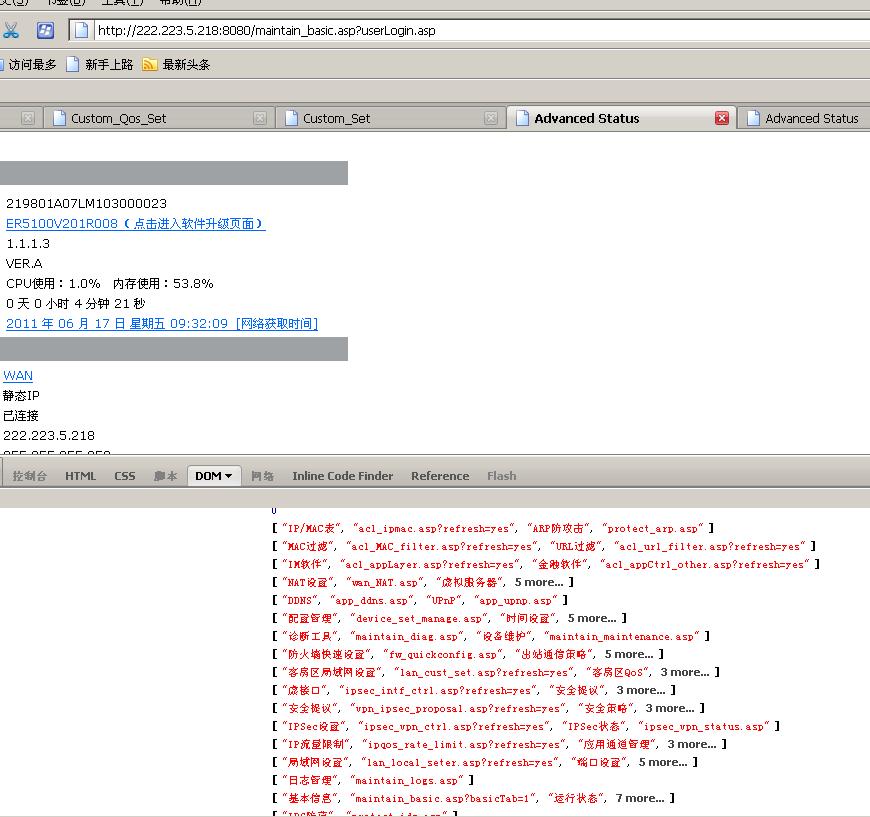 文(S) 书签(B) 工具(T) 帮助(H)
http://222.223.5.218:8080/maintain_basic.asp?userLogin.asp
访问最多 新手上路 最新头条
Custom_Qos_Set Custom_Set Advanced Status Advanced Status
219801A07LM103000023
ER5100V201R008（点击进入软件升级页面）
1.1.1.3
VER.A
CPU使用：1.0% 内存使用：53.8%
0 天 0 小时 4 分钟 21 秒
2011 年 06 月 17 日 星期五 09:32:09 [网络获取时间]
WAN
静态IP
已连接
222.223.5.218
控制台 HTML CSS 脚本 DOM 网络 Inline Code Finder Reference Flash
0
[ "IP/MAC表", "acl_ipmac.asp?refresh=yes", "ARP防攻击", "protect_arp.asp" ]
[ "MAC过滤", "acl_MAC_filter.asp?refresh=yes", "URL过滤", "acl_url_filter.asp?refresh=yes" ]
[ "IM软件", "acl_appLayer.asp?refresh=yes", "金融软件", "acl_appCtrl_other.asp?refresh=yes" ]
[ "NAT设置", "wan_NAT.asp", "虚拟服务器", 5 more... ]
[ "DDNS", "app_ddns.asp", "UPnP", "app_upnp.asp" ]
[ "配置管理", "device_set_manage.asp", "时间设置", 5 more... ]
[ "诊断工具", "maintain_diag.asp", "设备维护", "maintain_maintenance.asp" ]
[ "防火墙快速设置", "fw_quickconfig.asp", "出站通信策略", 5 more... ]
[ "客房区局域网设置", "lan_cust_set.asp?refresh=yes", "客房区QoS", 3 more... ]
[ "虚接口", "ipsec_intf_ctrl.asp?refresh=yes", "安全提议", 3 more... ]
[ "安全提议", "vpn_ipsec_proposal.asp?refresh=yes", "安全策略", 3 more... ]
[ "IPSec设置", "ipsec_vpn_ctrl.asp?refresh=yes", "IPSec状态", "ipsec_vpn_status.asp" ]
[ "IP流量限制", "ipqos_rate_limit.asp?refresh=yes", "应用通道管理", 3 more... ]
[ "局域网设置", "lan_local_seter.asp?refresh=yes", "端口设置", 5 more... ]
[ "日志管理", "maintain_logs.asp" ]
[ "基本信息", "maintain_basic.asp?basicTab=1", "运行状态", 7 more... ]